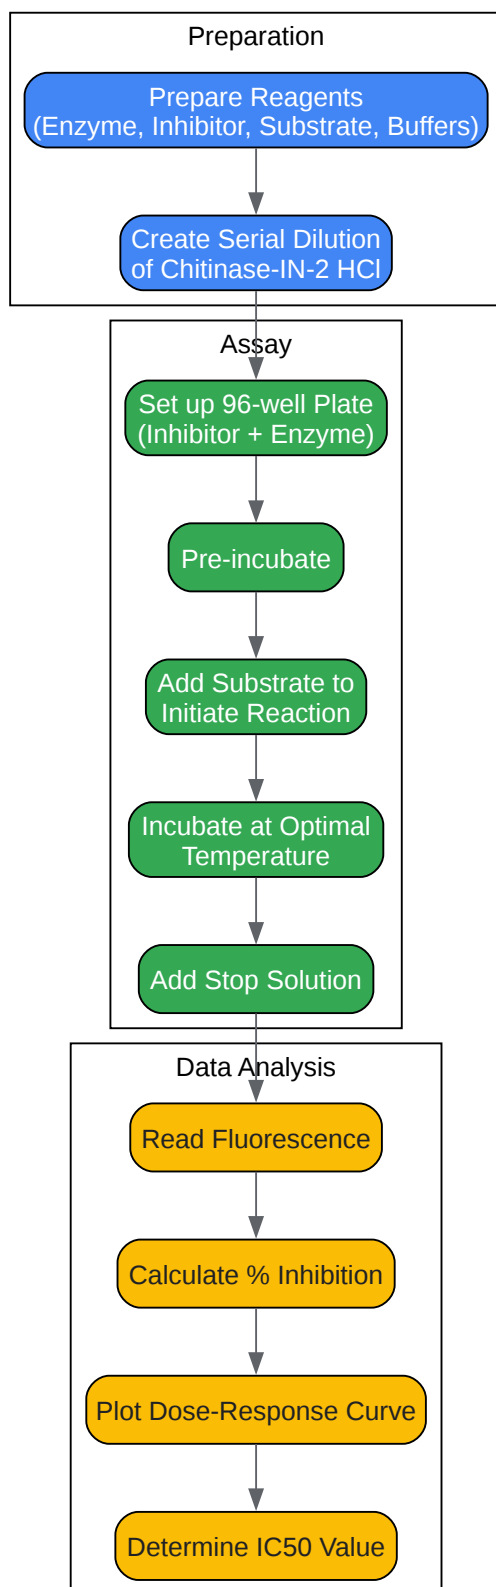 Preparation
Prepare Reagents
(Enzyme, Inhibitor, Substrate, Buffers)
Create Serial Dilution
of Chitinase-IN-2 HCl
Assay
Set up 96-well Plate
(Inhibitor + Enzyme)
Pre-incubate
Add Substrate to
Initiate Reaction
Incubate at Optimal
Temperature
Add Stop Solution
Data Analysis
Read Fluorescence
Calculate % Inhibition
Plot Dose-Response Curve
Determine IC50 Value